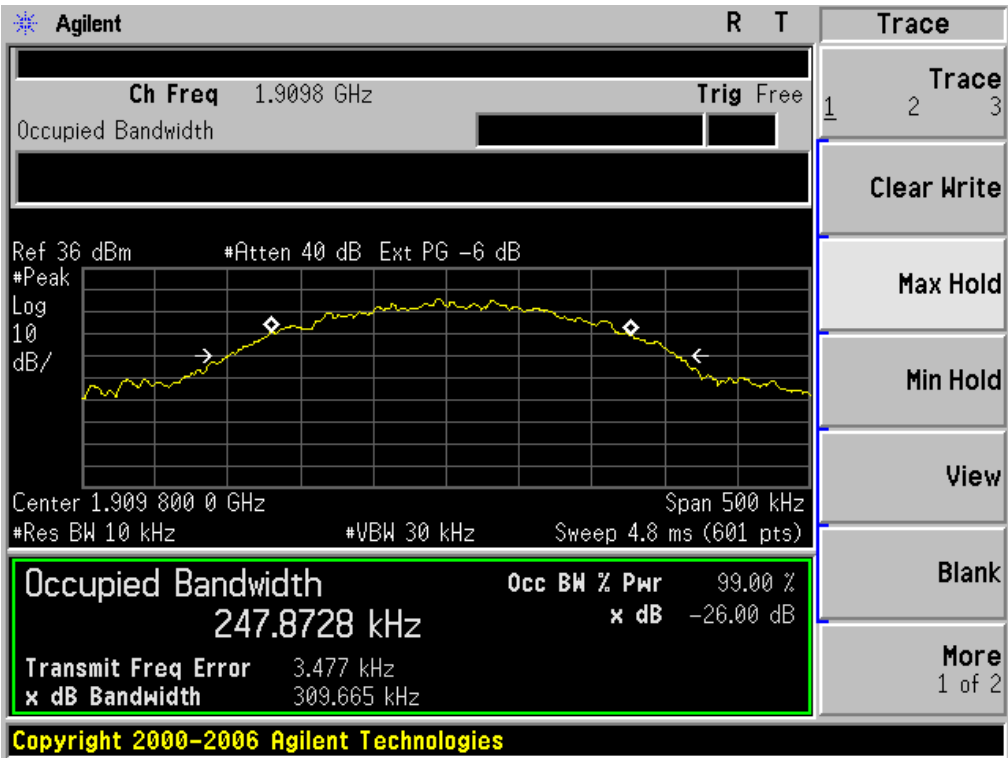 Agilent R T Trace
Ch Freq 1.9098 GHz Trig Free
Occupied Bandwidth
Trace
1 2 3
Clear Write
Max Hold
Min Hold
View
Blank
More
1 of 2
Ref 36 dBm #Atten 40 dB Ext PG -6 dB
#Peak
Log
10
dB/
Center 1.909 800 0 GHz Span 500 kHz
#Res BW 10 kHz #VBW 30 kHz Sweep 4.8 ms (601 pts)
Occupied Bandwidth Occ BW % Pwr 99.00 %
247.8728 kHz x dB -26.00 dB
Transmit Freq Error 3.477 kHz
x dB Bandwidth 309.665 kHz
Copyright 2000-2006 Agilent Technologies